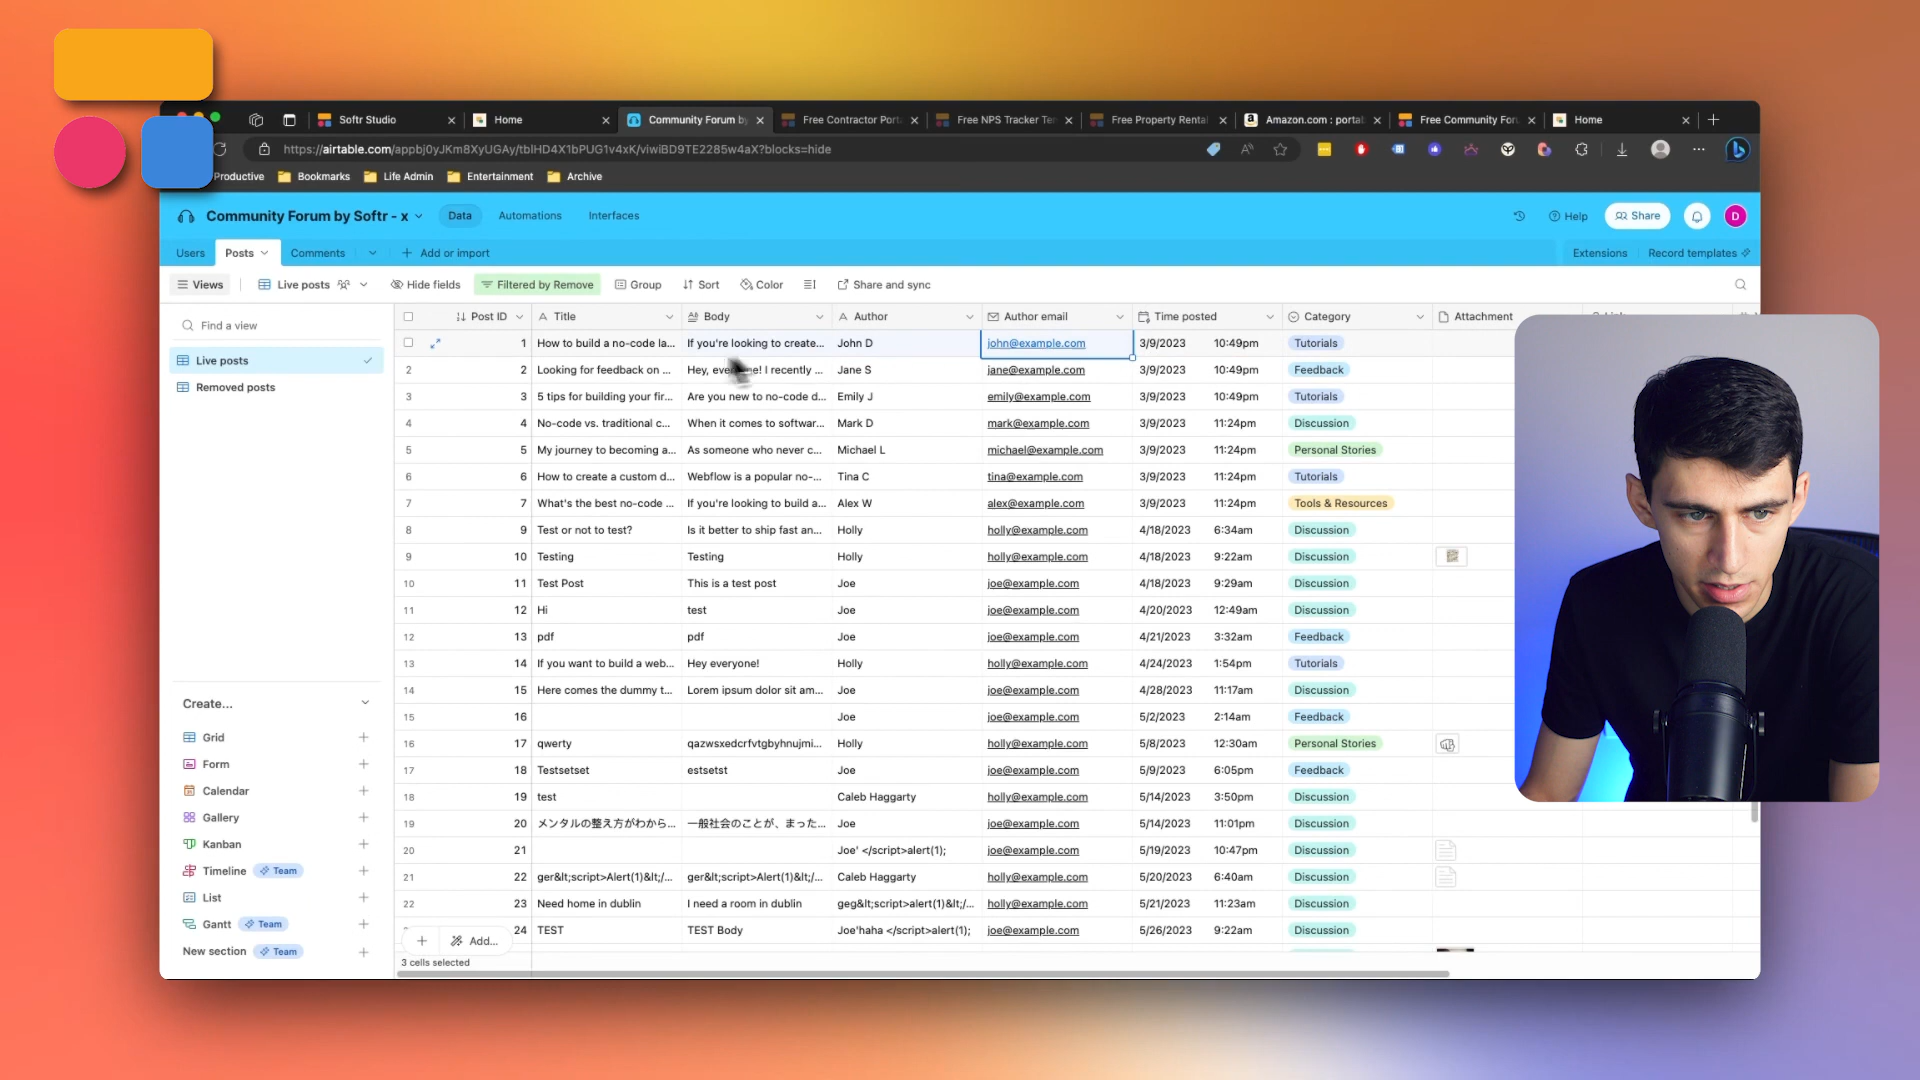 Softr Studio
Home
Community Forum by
Free Contractor Porta
Free NPS Tracker Te
Free Property Rental
Amazon.com : portal
Free Community For
Home
https://airtable.com/appbj0yJKm8XyUGAy/tblHD4X1bPUG1v4xK/viwiBD9TE2285w4aX?blocks=hide
Productive
Bookmarks
Life Admin
Entertainment
Archive
Community Forum by Softr - x
Data
Automations
Interfaces
Help
Share
D
Users
Posts
Comments
Add or import
Extensions
Record templates
Views
Live posts
Hide fields
Filtered by Remove
Group
Sort
Color
Share and sync
Find a view
Live posts
Removed posts
Create...
Grid
Form
Calendar
Gallery
Kanban
Timeline Team
List
Gantt Team
New section Team
Post ID Title Body Author Author email Time posted Category Attachment
1 How to build a no-code la... If you're looking to create... John D john@example.com 3/9/2023 10:49pm Tutorials
2 2 Looking for feedback on ... Jane S jane@example.com 3/9/2023 10:49pm Feedback
3 3 5 tips for building your fir... Are you new to no-code d... Emily J emily@example.com 3/9/2023 10:49pm Tutorials
4 4 No-code vs. traditional c... When it comes to softwar... Mark D mark@example.com 3/9/2023 11:24pm Discussion
5 5 My journey to becoming a... As someone who never c... Michael L michael@example.com 3/9/2023 11:24pm Personal Stories
6 6 How to create a custom d... Webflow is a popular no-... Tina C tina@example.com 3/9/2023 11:24pm Tutorials
7 7 What's the best no-code ... If you're looking to build a... Alex W alex@example.com 3/9/2023 11:24pm Tools & Resources
8 9 Test or not to test? Is it better to ship fast an... Holly holly@example.com 4/18/2023 6:34am Discussion
9 10 Testing Testing Holly holly@example.com 4/18/2023 9:22am Discussion
10 11 Test Post This is a test post Joe joe@example.com 4/18/2023 9:29am Discussion
11 12 Hi test Joe joe@example.com 4/20/2023 12:49am Discussion
12 13 pdf pdf Joe joe@example.com 4/21/2023 3:32am Feedback
13 14 If you want to build a web... Hey everyone! Holly holly@example.com 4/24/2023 1:54pm Tutorials
14 15 Here comes the dummy t... Lorem ipsum dolor sit am... Joe joe@example.com 4/28/2023 11:17am Discussion
15 16 Joe joe@example.com 5/2/2023 2:14am Feedback
16 17 qwerty qazwsxedcrfvtgbyhnujmi... Holly holly@example.com 5/8/2023 12:30am Personal Stories
17 18 Testsetset estsetst Joe joe@example.com 5/9/2023 6:05pm Feedback
18 19 test Caleb Haggarty holly@example.com 5/14/2023 3:50pm Discussion
19 20 メンタルの整え方がわから... 一般社会のことが、まった... Joe joe@example.com 5/14/2023 11:01pm Discussion
20 21 Joe' </script>alert(1); joe@example.com 5/19/2023 10:47pm Discussion
21 22 ger&lt;script>Alert(1)&lt;/... ger&lt;script>Alert(1)&lt;/... Caleb Haggarty holly@example.com 5/20/2023 6:40am Discussion
22 23 Need home in dublin I need a room in dublin geg&lt;script>alert(1)&lt;/... holly@example.com 5/21/2023 11:23am Discussion
24 TEST TEST Body Joe'haha </script>alert(1); joe@example.com 5/26/2023 9:22am Discussion
Add...
3 cells selected